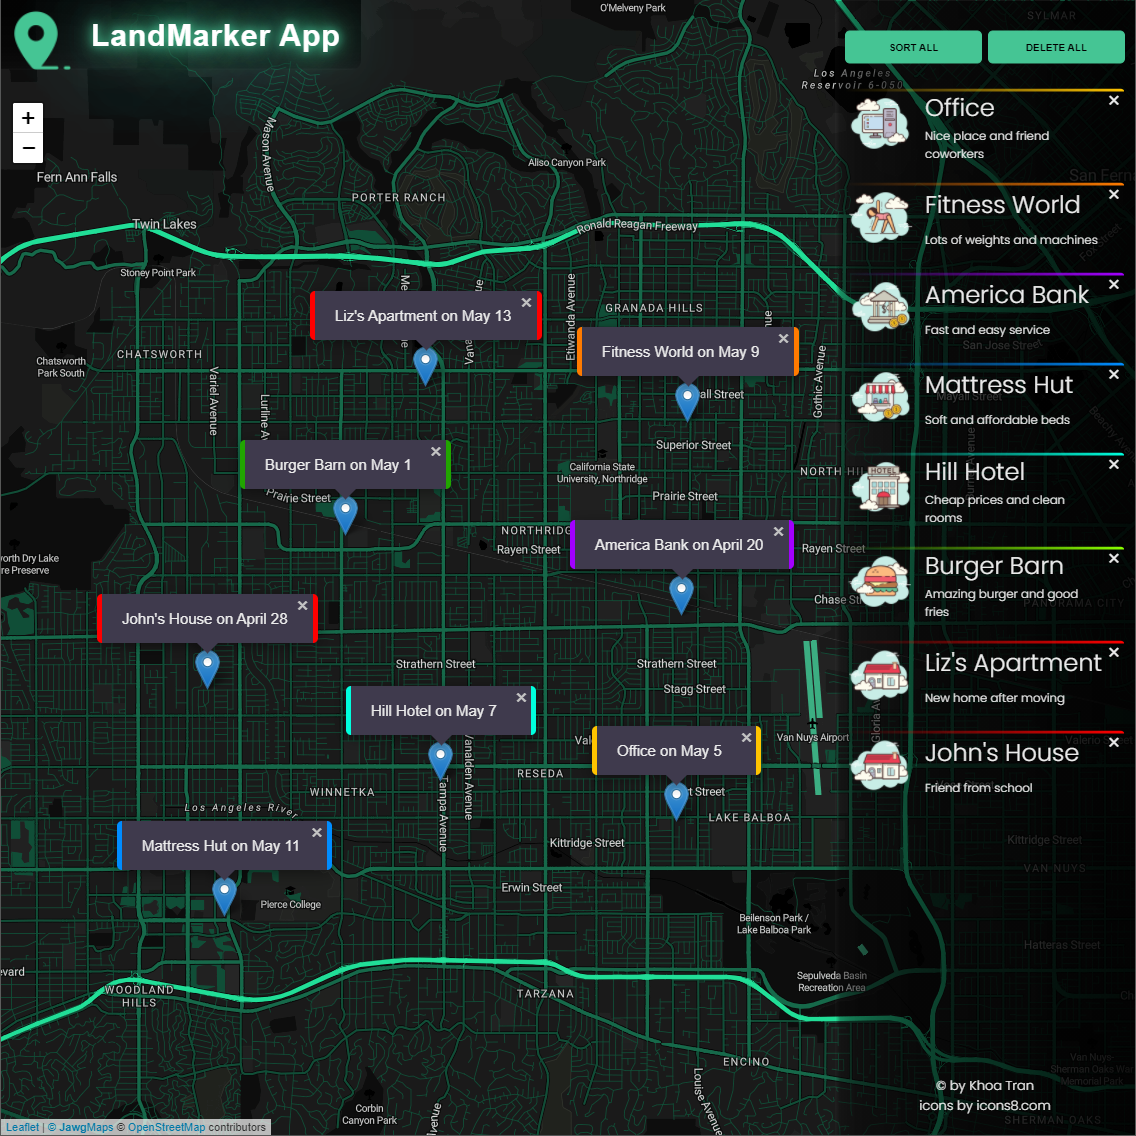 LandMarker App
SORT ALL
DELETE ALL
+
−
O'Melveny Park
SYLMAR
Los Angeles
Reservoir 6-050
Mason Avenue
Aliso Canyon Park
Fern Ann Falls
PORTER RANCH
Twin Lakes
Ronald Reagan Freeway
Stoney Point Park
Etiwanda Avenue
GRANADA HILLS
Liz's Apartment on May 13
×
Fitness World on May 9
×
Chatsworth
Park South
CHATSWORTH
Variel Avenue
Gothic Avenue
all Street
Superior Street
Burger Barn on May 1
×
California State
University, Northridge
NORTH HIL
Prairie Street
Prairie Street
NORTHRIDG
Rayen Street
America Bank on April 20
×
Rayen Street
orth Dry Lake
re Preserve
Chase St
John's House on April 28
×
Strathern Street
Strathern Street
Stagg Street
Hill Hotel on May 7
×
Office on May 5
×
Van Nuys Airport
Vanalden Avenue
Tampa Avenue
RESEDA
WINNETKA
rt Street
Los Angeles River
LAKE BALBOA
Mattress Hut on May 11
×
Kittridge Street
Kittridge Street
VAN NUYS
Erwin Street
Pierce College
Beilenson Park /
Lake Balboa Park
Hatteras Street
evard
Sepulveda Basin
Recreation Area
WOODLAND
HILLS
TARZANA
ENCINO
Louise Avenue
Corbin
Canyon Park
Van Nuys-
Sherman Oaks War
Memorial Park
SHERMAN OAKS
Office
×
Nice place and friend
coworkers
San Fern
Fitness World
×
Lots of weights and machines
America Bank
×
Fast and easy service
San Jose Street
Mattress Hut
×
Mayall Street
Soft and affordable beds
Hill Hotel
×
HOTEL
Cheap prices and clean
rooms
Burger Barn
×
Amazing burger and good
fries
PANORAMA CITY
Liz's Apartment
×
New home after moving
John's House
×
Valerio Street
Friend from school
© by Khoa Tran
icons by icons8.com
Leaflet | © JawgMaps © OpenStreetMap contributors